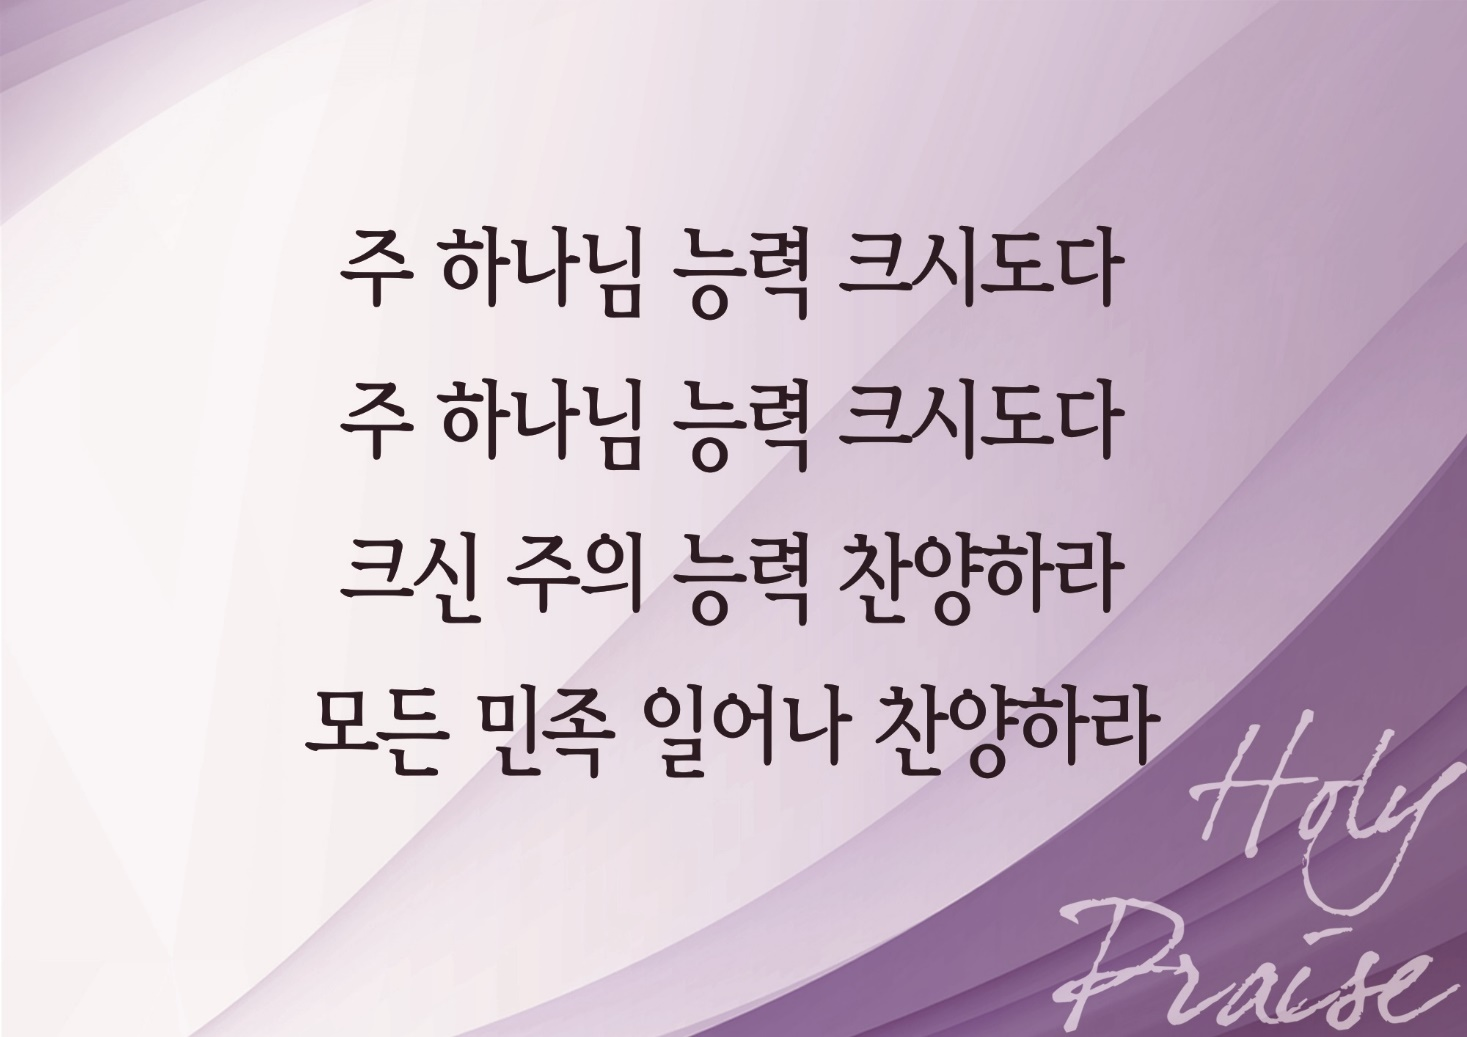 주 하나님 능력 크시도다
주 하나님 능력 크시도다
크신 주의 능력 찬양하라
모든 민족 일어나 찬양하라
Holy
Praise